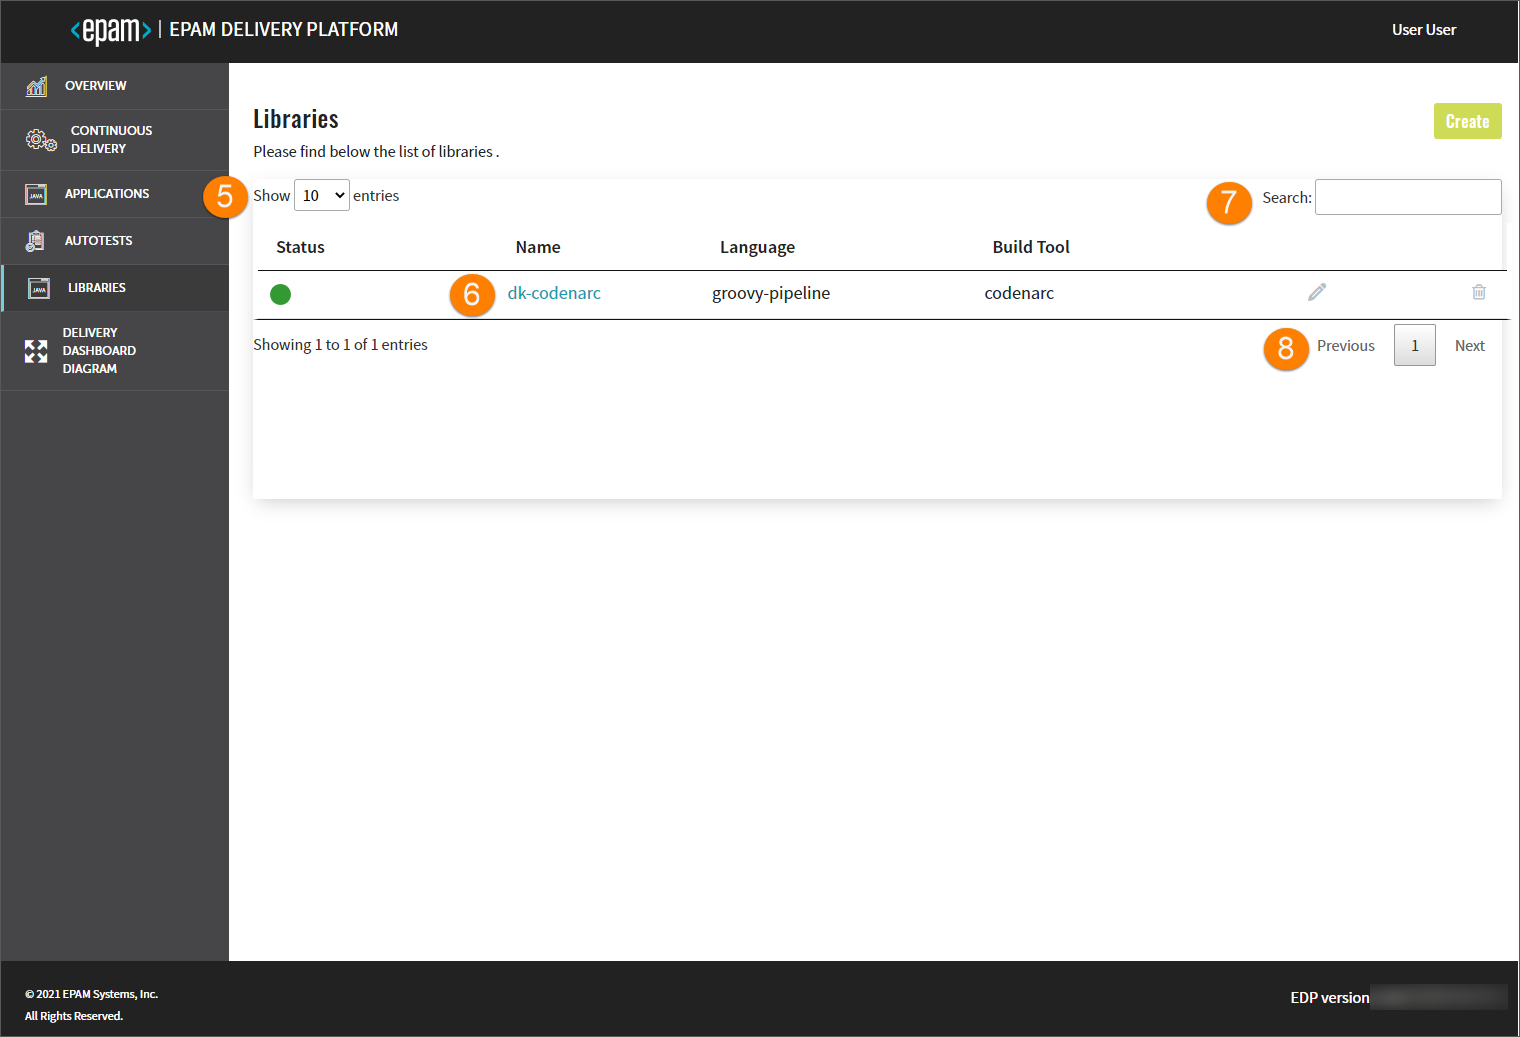 <epam> | EPAM DELIVERY PLATFORM
User User
OVERVIEW
CONTINUOUS
DELIVERY
APPLICATIONS
AUTOTESTS
LIBRARIES
DELIVERY
DASHBOARD
DIAGRAM
Libraries
Create
Please find below the list of libraries .
5 Show 10 entries
7 Search:
Status Name Language Build Tool
6 dk-codenarc groovy-pipeline codenarc
Showing 1 to 1 of 1 entries
8 Previous 1 Next
© 2021 EPAM Systems, Inc.
All Rights Reserved.
EDP version